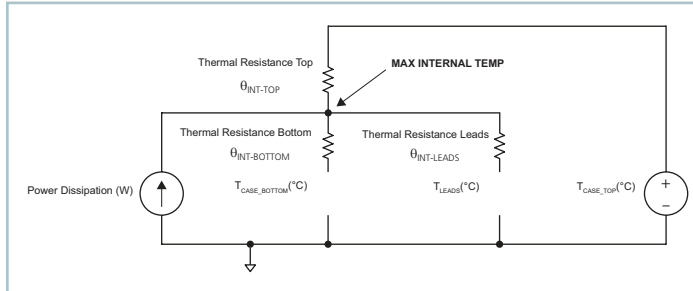 Thermal Resistance Top
θINT-TOP
MAX INTERNAL TEMP
Thermal Resistance Bottom
θINT-BOTTOM
Thermal Resistance Leads
θINT-LEADS
Power Dissipation (W)
TCASE_BOTTOM(°C)
TLEADS(°C)
TCASE_TOP(°C)
+
–